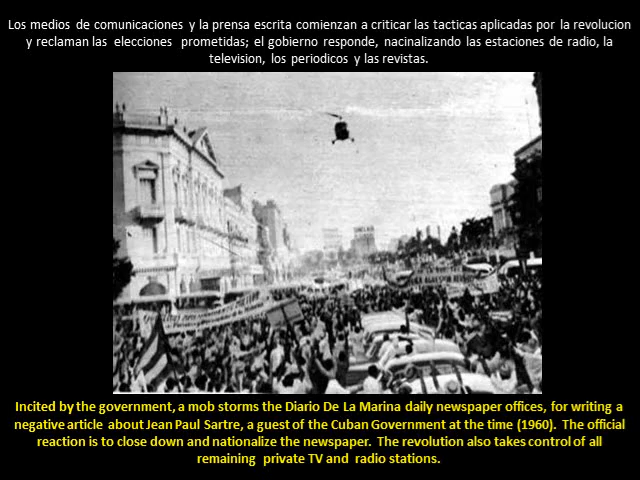 Los medios de comunicaciones y la prensa escrita comienzan a criticar las tacticas aplicadas por la revolucion
y reclaman las elecciones prometidas; el gobierno responde, nacinalizando las estaciones de radio, la
television, los periodicos y las revistas.
Incited by the government, a mob storms the Diario De La Marina daily newspaper offices, for writing a
negative article about Jean Paul Sartre, a guest of the Cuban Government at the time (1960). The official
reaction is to close down and nationalize the newspaper. The revolution also takes control of all
remaining private TV and radio stations.